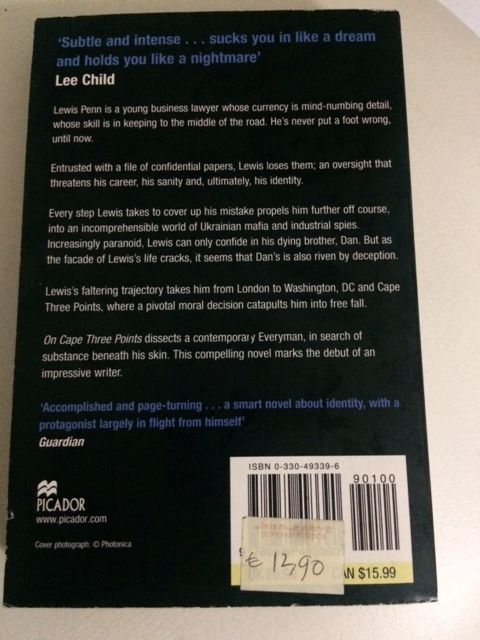 'Subtle and intense . . . sucks you in like a dream
and holds you like a nightmare'
Lee Child
Lewis Penn is a young business lawyer whose currency is mind-numbing detail,
whose skill is in keeping to the middle of the road. He's never put a foot wrong,
until now.
Entrusted with a file of confidential papers, Lewis loses them; an oversight that
threatens his career, his sanity and, ultimately, his identity.
Every step Lewis takes to cover up his mistake propels him further off course,
into an incomprehensible world of Ukrainian mafia and industrial spies.
Increasingly paranoid, Lewis can only confide in his dying brother, Dan. But as
the facade of Lewis's life cracks, it seems that Dan's is also riven by deception.
Lewis's faltering trajectory takes him from London to Washington, DC and Cape
Three Points, where a pivotal moral decision catapults him into free fall.
On Cape Three Points dissects a contemporary Everyman, in search of
substance beneath his skin. This compelling novel marks the debut of an
impressive writer.
'Accomplished and page-turning . . . a smart novel about identity, with a
protagonist largely in flight from himself'
Guardian
ISBN 0-330-49339-6
90100
PICADOR
www.picador.com
Cover photograph: © Photonica
€ 12,90
AN $15.99